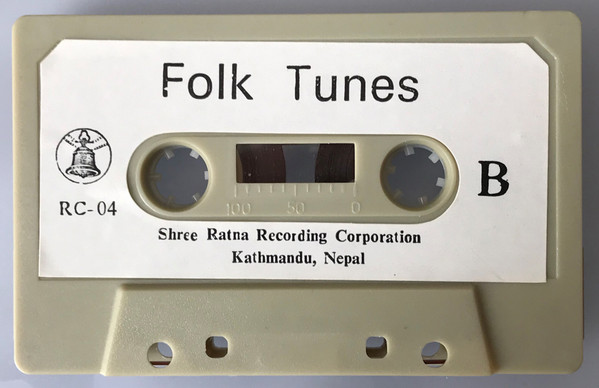 Folk Tunes
RC-04
B
100 50 0
Shree Ratna Recording Corporation
Kathmandu, Nepal